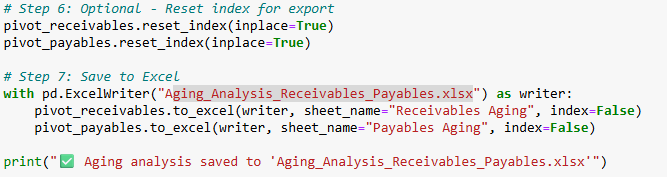 # Step 6: Optional - Reset index for export
pivot_receivables.reset_index(inplace=True)
pivot_payables.reset_index(inplace=True)
# Step 7: Save to Excel
with pd.ExcelWriter("Aging_Analysis_Receivables_Payables.xlsx") as writer:
    pivot_receivables.to_excel(writer, sheet_name="Receivables Aging", index=False)
    pivot_payables.to_excel(writer, sheet_name="Payables Aging", index=False)
print("✅ Aging analysis saved to 'Aging_Analysis_Receivables_Payables.xlsx'")